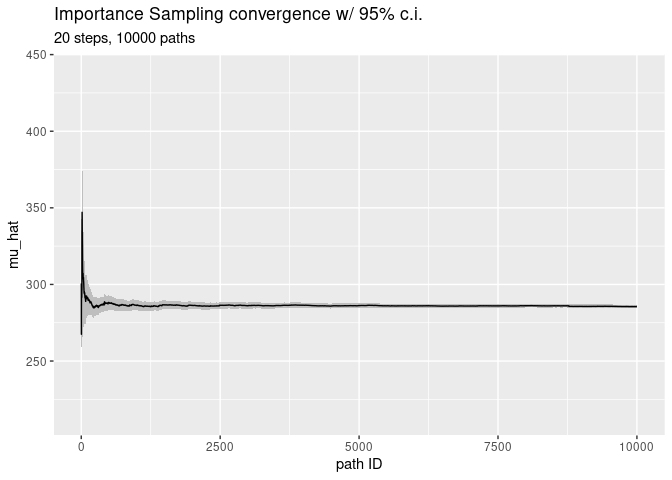 Importance Sampling convergence w/ 95% c.i.
20 steps, 10000 paths
450
400
350
300
250
mu_hat
0 2500 5000 7500 10000
path ID